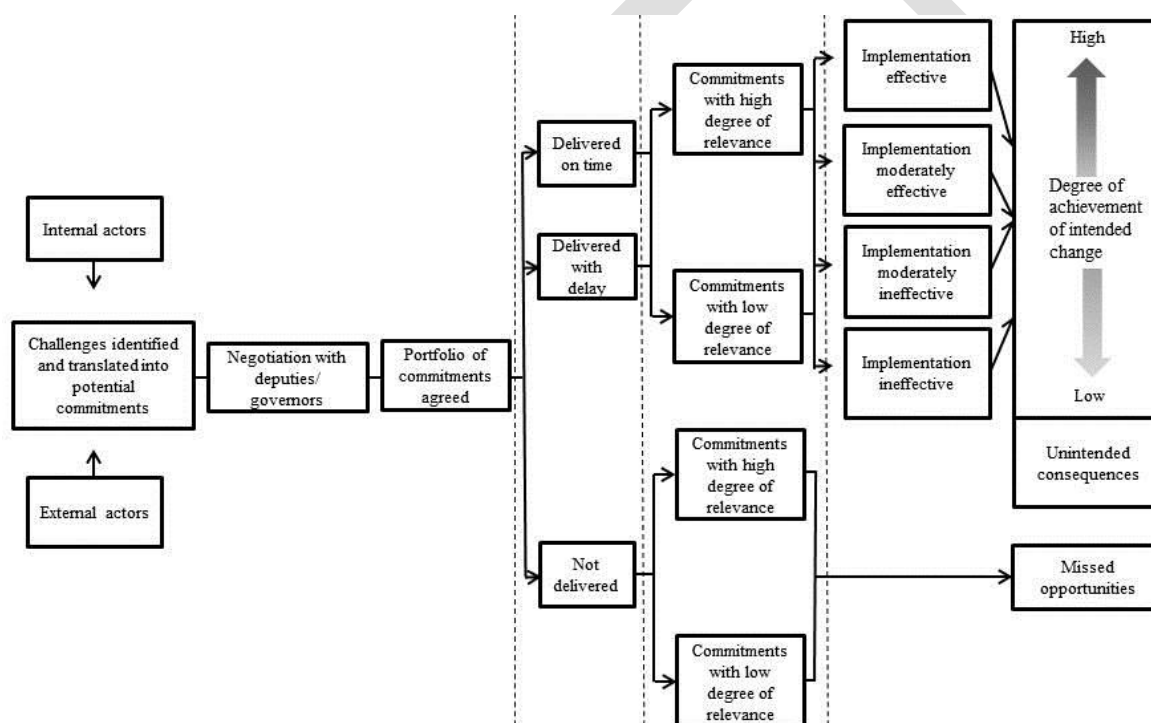 Internal actors
Challenges identified
and translated into
potential
commitments
External actors
Negotiation with
deputies/
governors
Portfolio of
commitments
agreed
Delivered
on time
Delivered
with
delay
Not
delivered
Commitments
with high
degree of
relevance
Commitments
with low
degree of
relevance
Commitments
with high
degree of
relevance
Commitments
with low
degree of
relevance
Implementation
effective
Implementation
moderately
effective
Implementation
moderately
ineffective
Implementation
ineffective
High
Degree of
achievement
of intended
change
Low
Unintended
consequences
Missed
opportunities